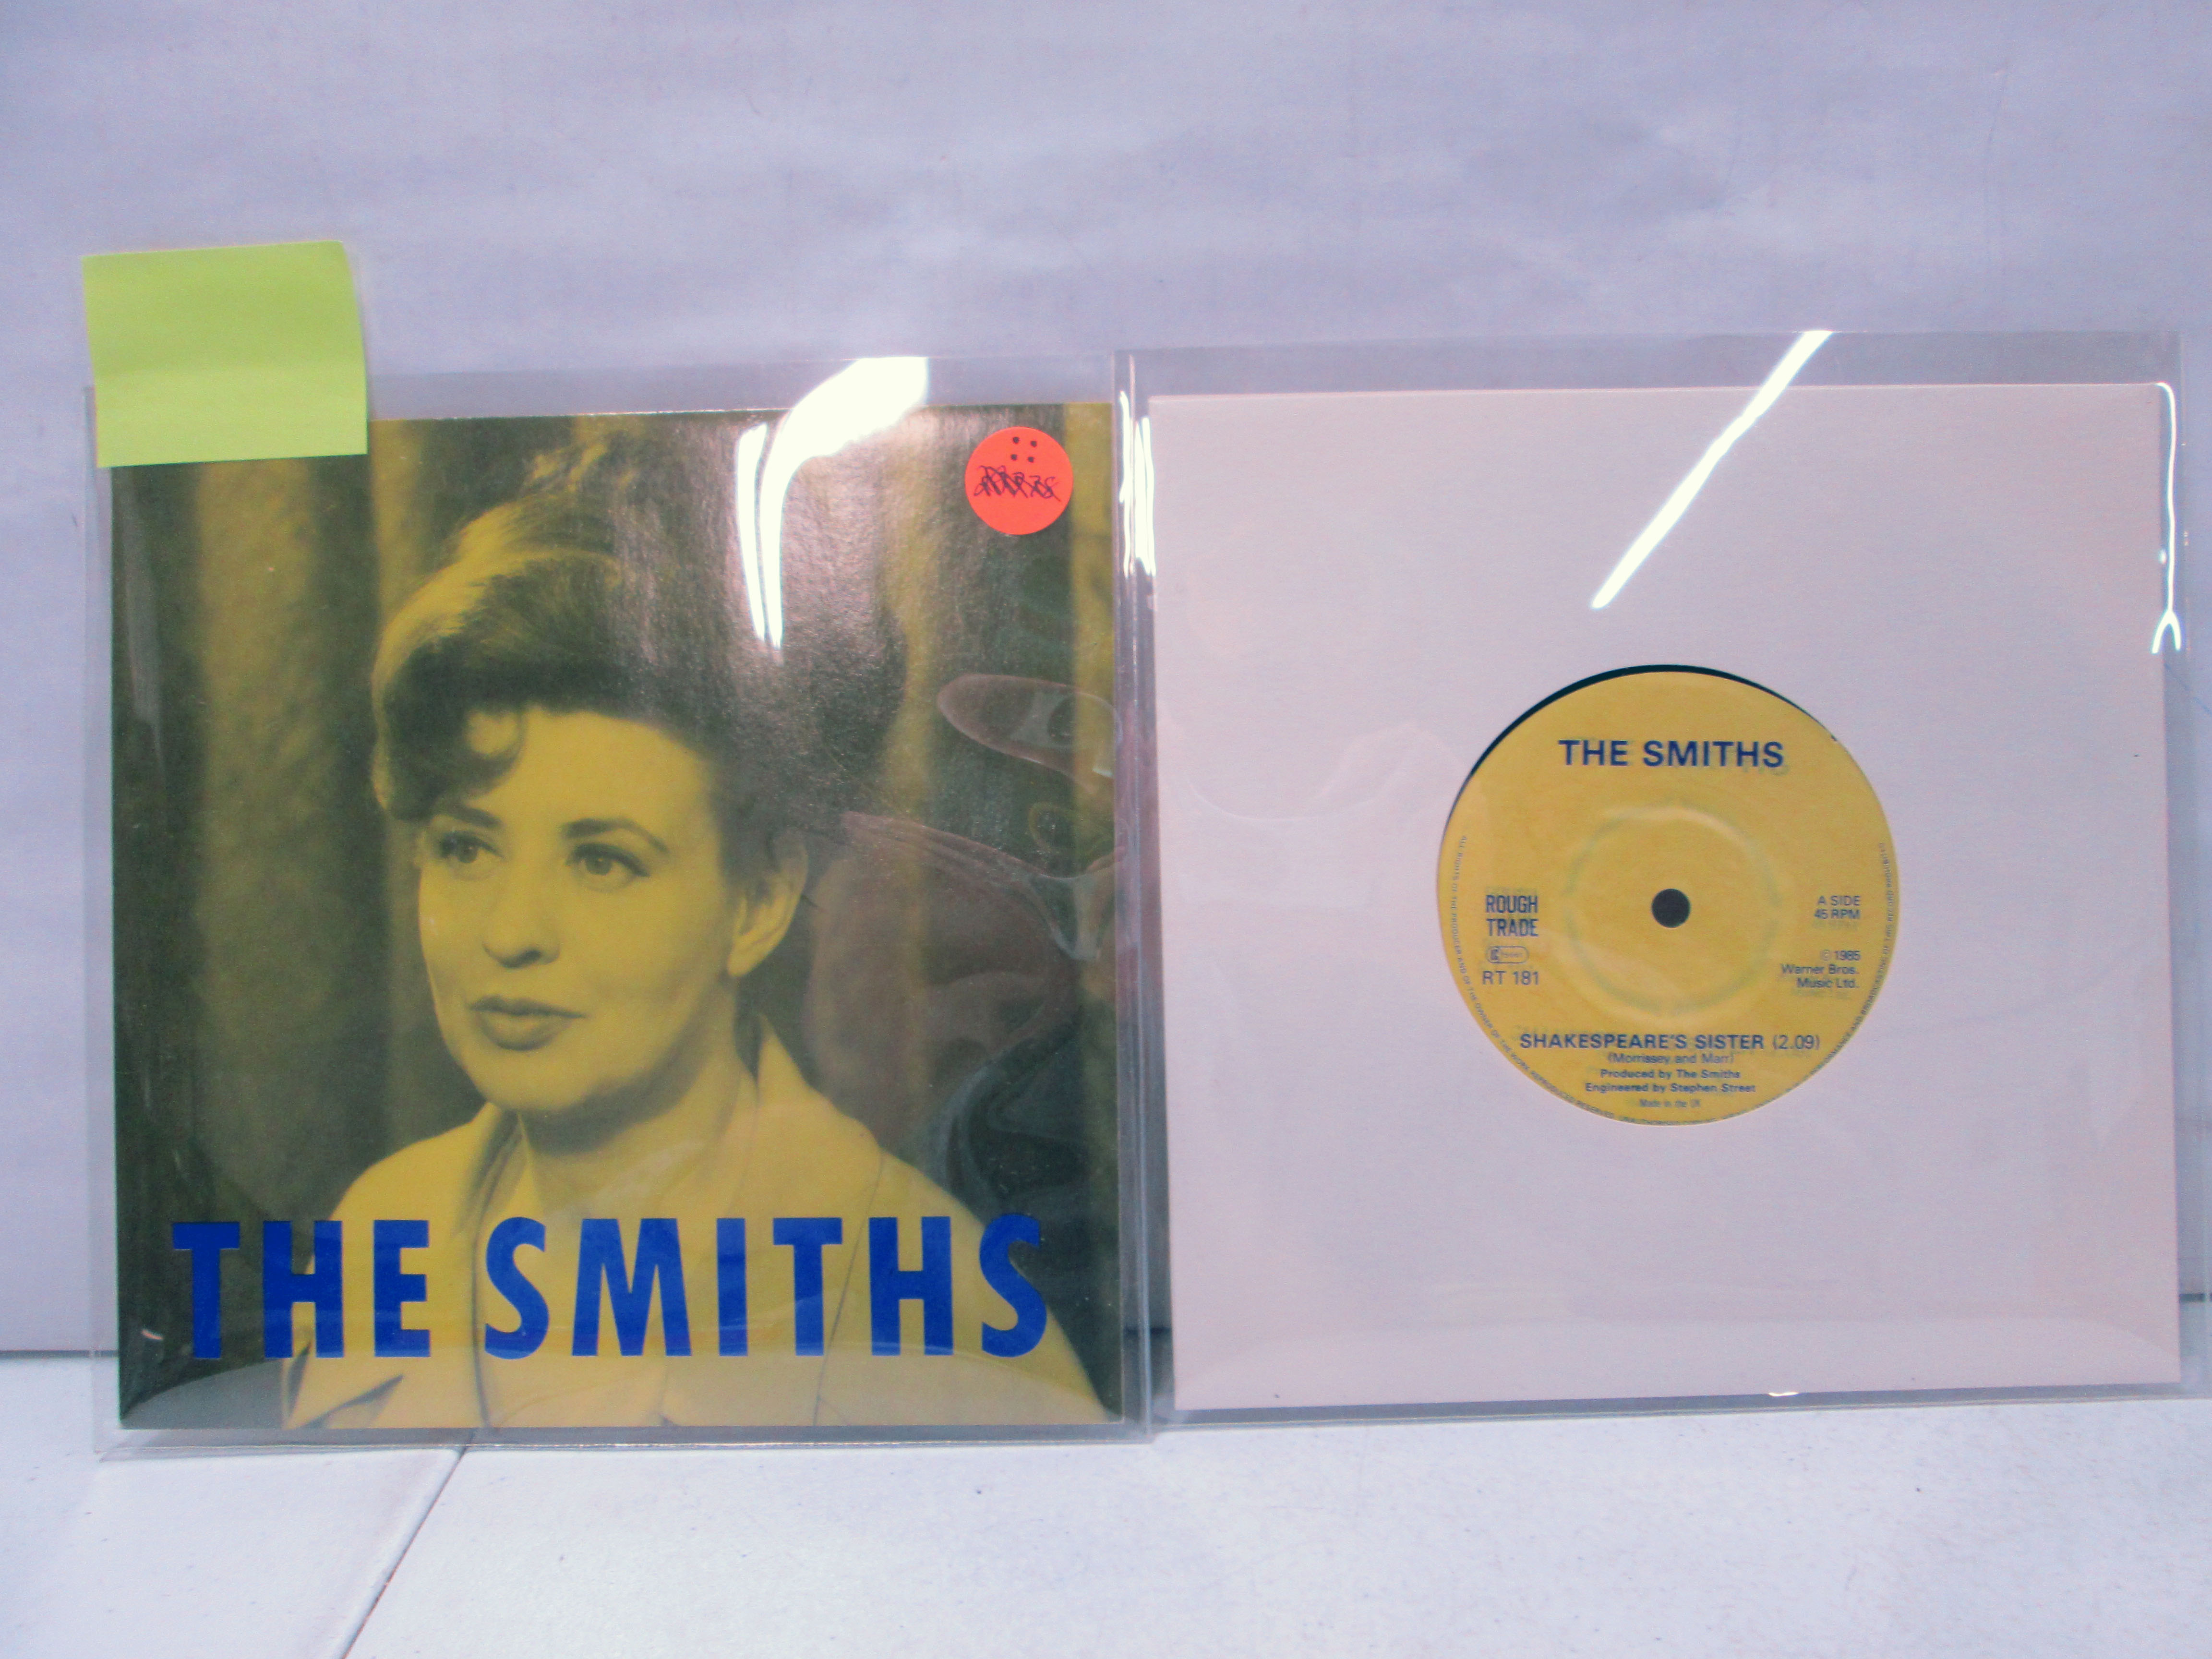 THE SMITHS
THE SMITHS
ROUGH
TRADE
RT 181
A SIDE
45 RPM
© 1985
Warner Bros.
Music Ltd.
SHAKESPEARE'S SISTER (2.09)
(Morrissey and Marr)
Produced by The Smiths
Engineered by Stephen Street
Made in the UK